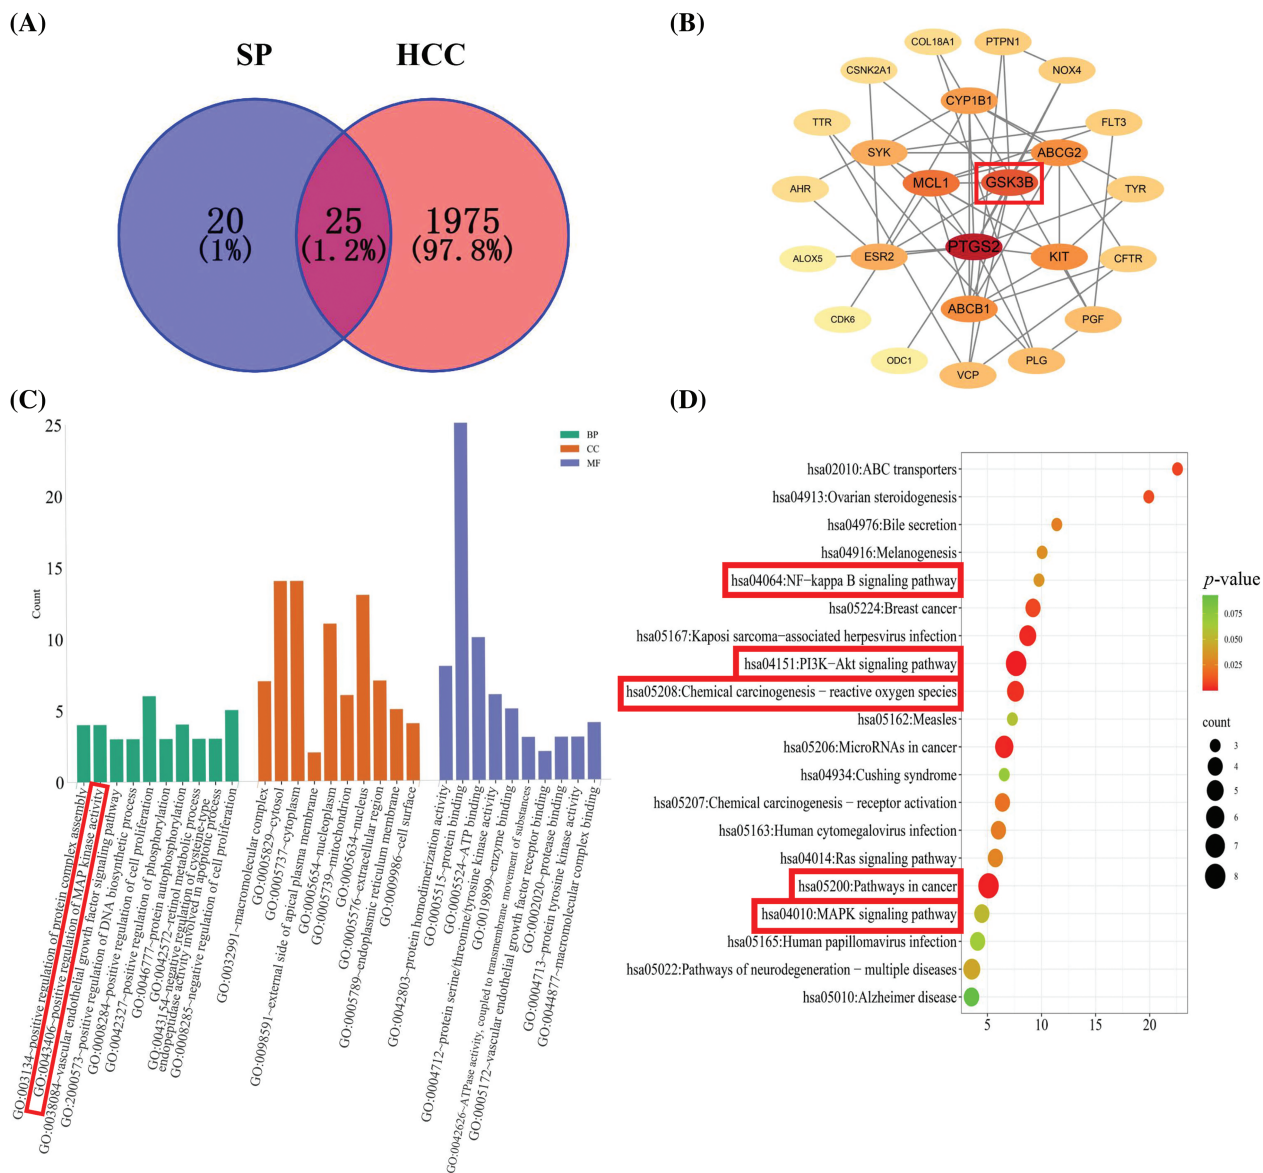 (A)
SP
HCC
20
(1%)
25
(1.2%)
1975
(97.8%)
(B)
COL18A1
PTPN1
CSNK2A1
NOX4
CYP1B1
TTR
FLT3
SYK
ABCG2
MCL1
GSK3B
AHR
TYR
PTGS2
ALOX5
ESR2
KIT
CFTR
ABCB1
CDK6
PGF
ODC1
VCP
PLG
(C)
25
20
15
10
5
0
Count
BP
CC
MF
GO:003134~positive regulation of protein complex assembly
GO:0043406~positive regulation of MAP kinase activity
GO:0038084~vascular endothelial growth factor signaling pathway
GO:2000573~positive regulation of DNA biosynthetic process
GO:0008284~positive regulation of cell proliferation
GO:0042327~positive regulation of phosphorylation
GO:0046777~protein autophosphorylation
GO:0042572~retinol metabolic process
GO:0043154~negative regulation of cysteine-type
endopeptidase activity involved in apoptotic process
GO:0008285~negative regulation of cell proliferation
GO:0032991~macromolecular complex
GO:0005829~cytosol
GO:0005737~cytoplasm
GO:0098591~external side of apical plasma membrane
GO:0005654~nucleoplasm
GO:0005739~mitochondrion
GO:0005634~nucleus
GO:0005576~extracellular region
GO:0005789~endoplasmic reticulum membrane
GO:0009986~cell surface
GO:0042803~protein homodimerization activity
GO:0005515~protein binding
GO:0005524~ATP binding
GO:0004712~protein serine/threonine/tyrosine kinase activity
GO:0019899~enzyme binding
GO:0042626~ATPase activity, coupled to transmembrane movement of substances
GO:0005172~vascular endothelial growth factor receptor binding
GO:0002020~protease binding
GO:0004713~protein tyrosine kinase activity
GO:0044877~macromolecular complex binding
(D)
hsa02010:ABC transporters
hsa04913:Ovarian steroidogenesis
hsa04976:Bile secretion
hsa04916:Melanogenesis
hsa04064:NF−kappa B signaling pathway
hsa05224:Breast cancer
hsa05167:Kaposi sarcoma−associated herpesvirus infection
hsa04151:PI3K−Akt signaling pathway
hsa05208:Chemical carcinogenesis − reactive oxygen species
hsa05162:Measles
hsa05206:MicroRNAs in cancer
hsa04934:Cushing syndrome
hsa05207:Chemical carcinogenesis − receptor activation
hsa05163:Human cytomegalovirus infection
hsa04014:Ras signaling pathway
hsa05200:Pathways in cancer
hsa04010:MAPK signaling pathway
hsa05165:Human papillomavirus infection
hsa05022:Pathways of neurodegeneration − multiple diseases
hsa05010:Alzheimer disease
5
10
15
20
p-value
0.075
0.050
0.025
count
3
4
5
6
7
8